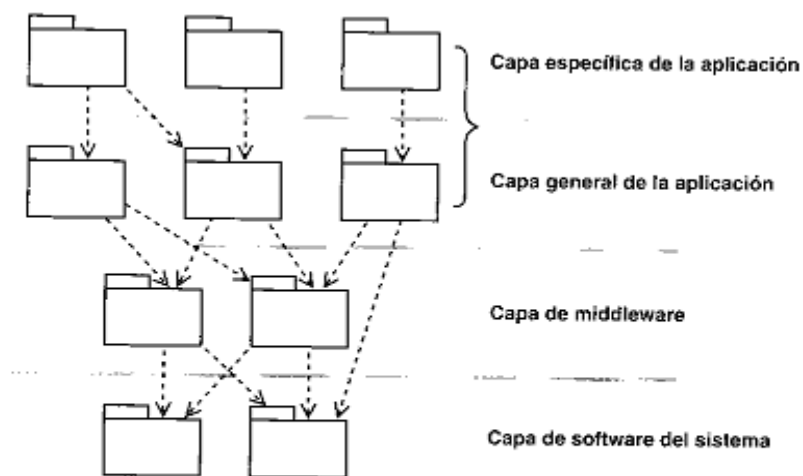 Capa específica de la aplicación
Capa general de la aplicación
Capa de middleware
Capa de software del sistema